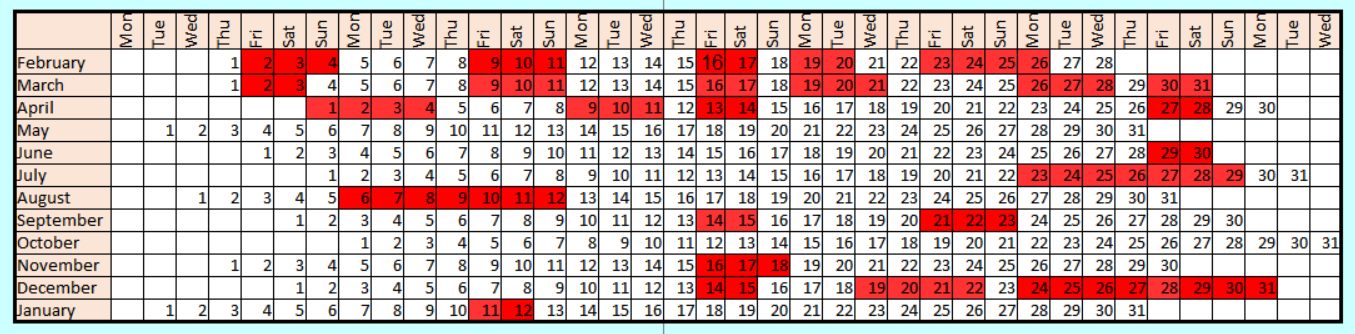 Mon Tue Wed Thu Fri Sat Sun Mon Tue Wed Thu Fri Sat Sun Mon Tue Wed Thu Fri Sat Sun Mon Tue Wed Thu Fri Sat Sun Mon Tue Wed Thu Fri Sat Sun Mon Tue Wed
February 1 2 3 4 5 6 7 8 9 10 11 12 13 14 15 16 17 18 19 20 21 22 23 24 25 26 27 28
March 1 2 3 4 5 6 7 8 9 10 11 12 13 14 15 16 17 18 19 20 21 22 23 24 25 26 27 28 29 30 31
April 1 2 3 4 5 6 7 8 9 10 11 12 13 14 15 16 17 18 19 20 21 22 23 24 25 26 27 28 29 30
May 1 2 3 4 5 6 7 8 9 10 11 12 13 14 15 16 17 18 19 20 21 22 23 24 25 26 27 28 29 30 31
June 1 2 3 4 5 6 7 8 9 10 11 12 13 14 15 16 17 18 19 20 21 22 23 24 25 26 27 28 29 30
July 1 2 3 4 5 6 7 8 9 10 11 12 13 14 15 16 17 18 19 20 21 22 23 24 25 26 27 28 29 30 31
August 1 2 3 4 5 6 7 8 9 10 11 12 13 14 15 16 17 18 19 20 21 22 23 24 25 26 27 28 29 30 31
September 1 2 3 4 5 6 7 8 9 10 11 12 13 14 15 16 17 18 19 20 21 22 23 24 25 26 27 28 29 30
October 1 2 3 4 5 6 7 8 9 10 11 12 13 14 15 16 17 18 19 20 21 22 23 24 25 26 27 28 29 30 31
November 1 2 3 4 5 6 7 8 9 10 11 12 13 14 15 16 17 18 19 20 21 22 23 24 25 26 27 28 29 30
December 1 2 3 4 5 6 7 8 9 10 11 12 13 14 15 16 17 18 19 20 21 22 23 24 25 26 27 28 29 30 31
January 1 2 3 4 5 6 7 8 9 10 11 12 13 14 15 16 17 18 19 20 21 22 23 24 25 26 27 28 29 30 31